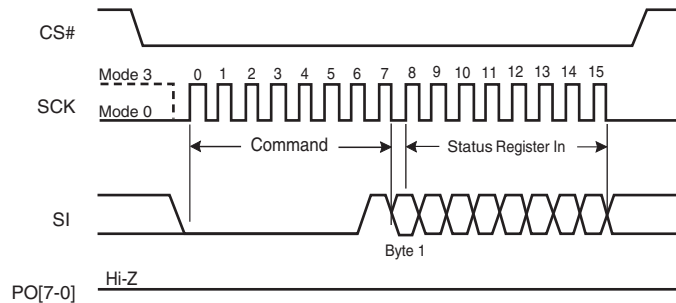 CS#
Mode 3
0 1 2 3 4 5 6 7 8 9 10 11 12 13 14 15
SCK
Mode 0
Command
Status Register In
SI
Byte 1
Hi-Z
PO[7-0]